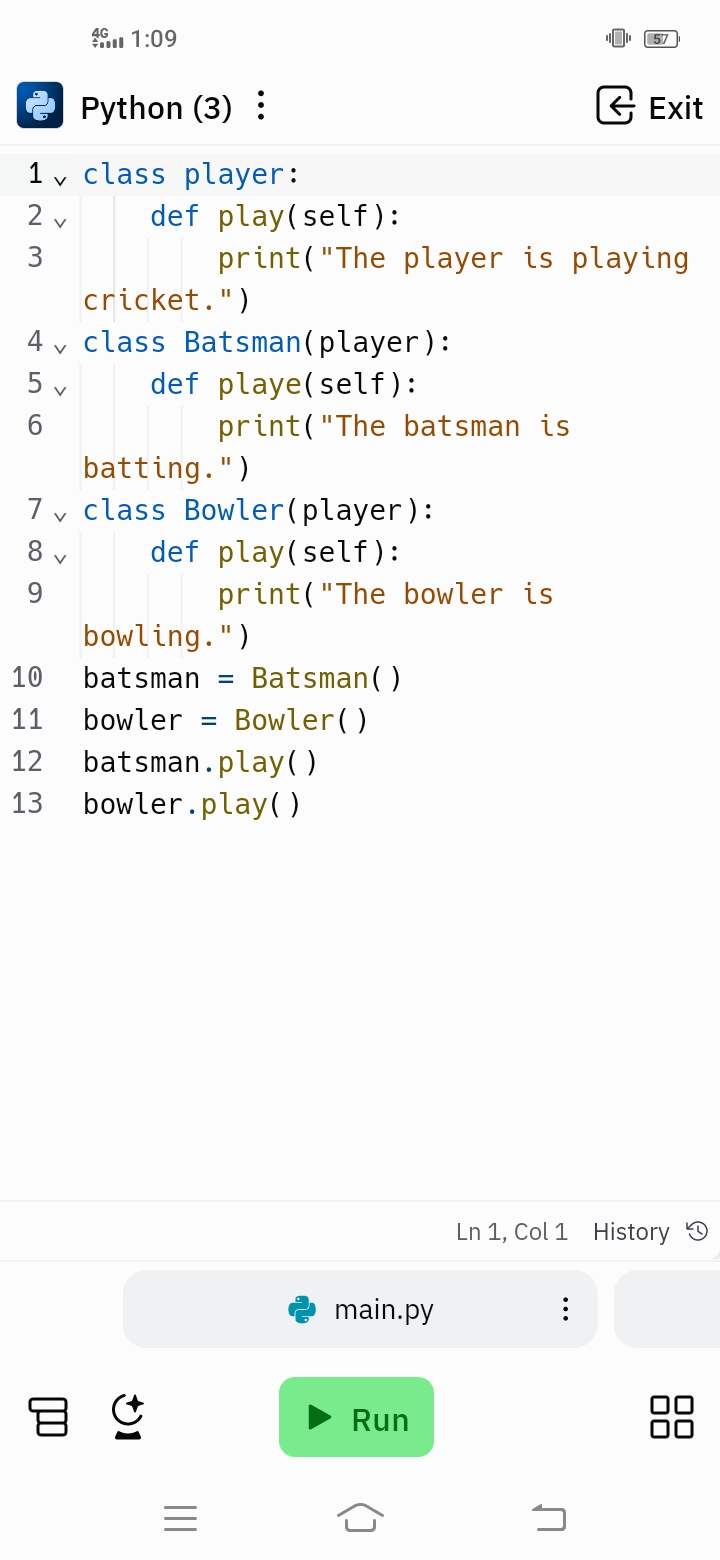 4G 1:09 57
Python (3) Exit
1 class player:
2     def play(self):
3         print("The player is playing
cricket.")
4 class Batsman(player):
5     def playe(self):
6         print("The batsman is
batting.")
7 class Bowler(player):
8     def play(self):
9         print("The bowler is
bowling.")
10 batsman = Batsman()
11 bowler = Bowler()
12 batsman.play()
13 bowler.play()
Ln 1, Col 1 History
main.py
Run